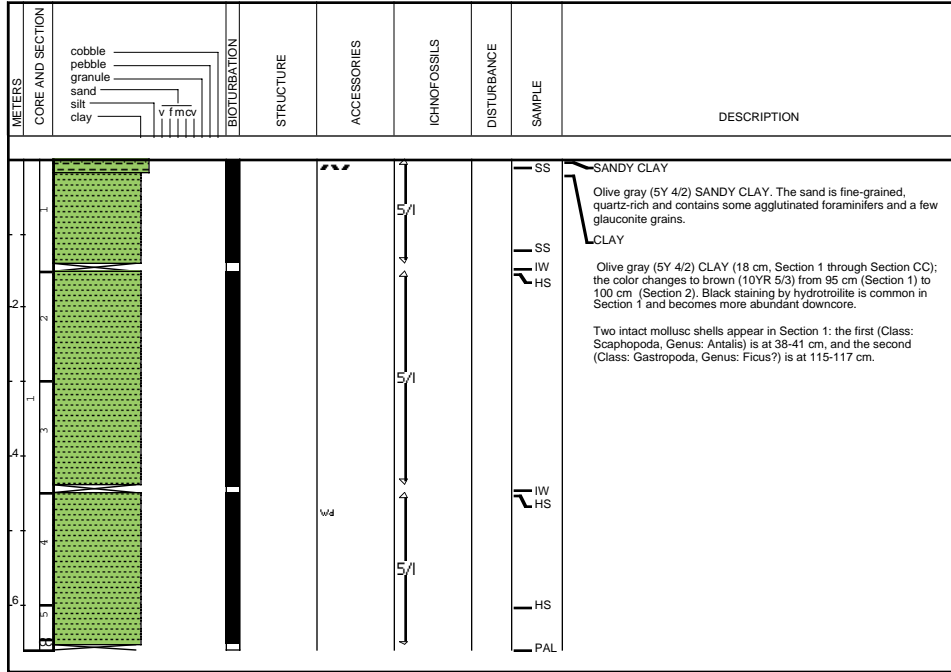 METERS
CORE AND SECTION
cobble
pebble
granule
sand
silt
clay
v f m c v
BIOTURBATION
STRUCTURE
ACCESSORIES
ICHNOFOSSILS
DISTURBANCE
SAMPLE
DESCRIPTION
1
2
3
4
5
1
2
4
6
5/I
5/I
5/I
SS
SS
IW
HS
IW
HS
HS
PAL
SANDY CLAY
Olive gray (5Y 4/2) SANDY CLAY. The sand is fine-grained,
quartz-rich and contains some agglutinated foraminifers and a few
glauconite grains.
CLAY
Olive gray (5Y 4/2) CLAY (18 cm, Section 1 through Section CC);
the color changes to brown (10YR 5/3) from 95 cm (Section 1) to
100 cm (Section 2). Black staining by hydrotroilite is common in
Section 1 and becomes more abundant downcore.
Two intact mollusc shells appear in Section 1: the first (Class:
Scaphopoda, Genus: Antalis) is at 38-41 cm, and the second
(Class: Gastropoda, Genus: Ficus?) is at 115-117 cm.